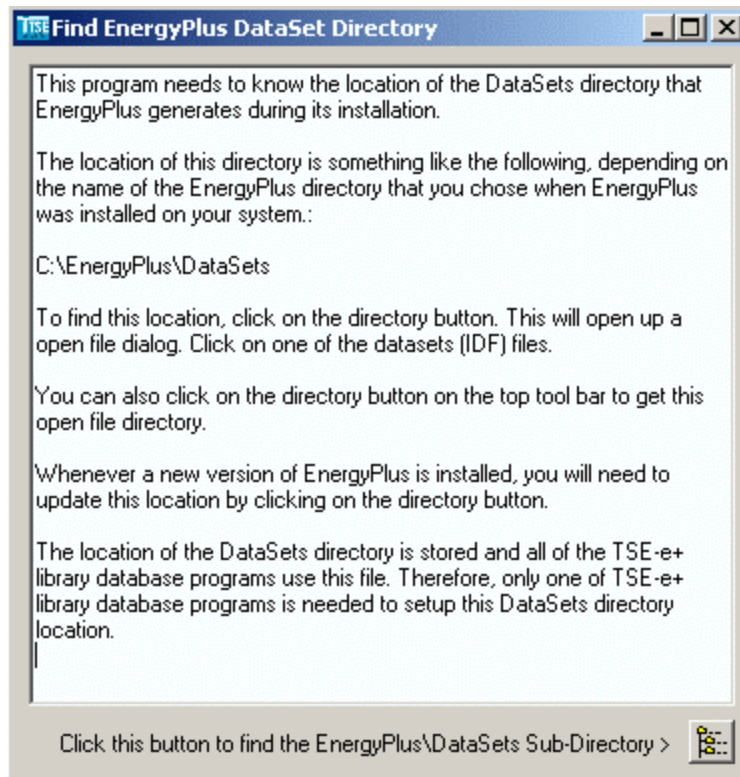 TTSE Find EnergyPlus DataSet Directory
This program needs to know the location of the DataSets directory that
EnergyPlus generates during its installation.
The location of this directory is something like the following, depending on
the name of the EnergyPlus directory that you chose when EnergyPlus
was installed on your system.:
C:\EnergyPlus\DataSets
To find this location, click on the directory button. This will open up a
open file dialog. Click on one of the datasets (IDF) files.
You can also click on the directory button on the top tool bar to get this
open file directory.
Whenever a new version of EnergyPlus is installed, you will need to
update this location by clicking on the directory button.
The location of the DataSets directory is stored and all of the TSE-e+
library database programs use this file. Therefore, only one of TSE-e+
library database programs is needed to setup this DataSets directory
location.
Click this button to find the EnergyPlus\DataSets Sub-Directory >